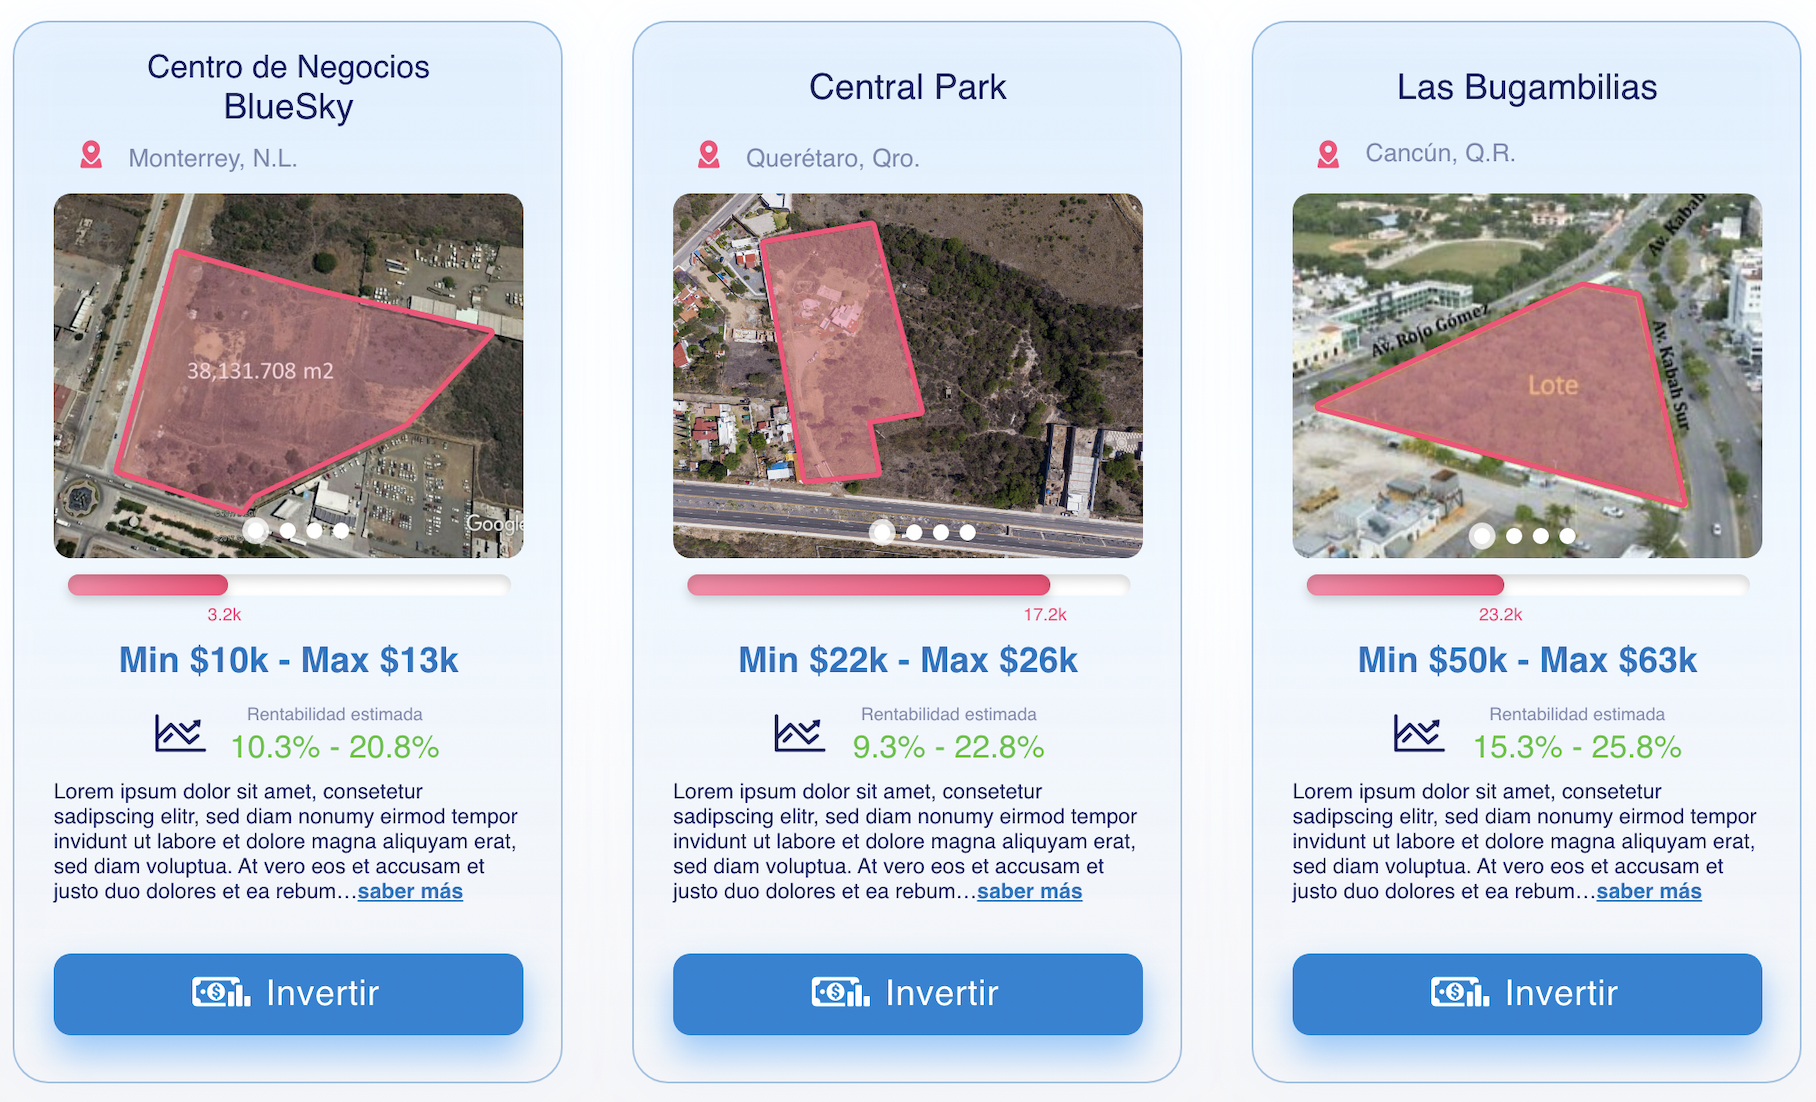 Centro de Negocios
BlueSky
Monterrey, N.L.
38,131.708 m2
Google
3.2k
Min $10k - Max $13k
Rentabilidad estimada
10.3% - 20.8%
Lorem ipsum dolor sit amet, consetetur
sadipscing elitr, sed diam nonumy eirmod tempor
invidunt ut labore et dolore magna aliquyam erat,
sed diam voluptua. At vero eos et accusam et
justo duo dolores et ea rebum…saber más
Invertir
Central Park
Querétaro, Qro.
17.2k
Min $22k - Max $26k
Rentabilidad estimada
9.3% - 22.8%
Lorem ipsum dolor sit amet, consetetur
sadipscing elitr, sed diam nonumy eirmod tempor
invidunt ut labore et dolore magna aliquyam erat,
sed diam voluptua. At vero eos et accusam et
justo duo dolores et ea rebum…saber más
Invertir
Las Bugambilias
Cancún, Q.R.
Av. Kabah
Av. Rojo Gómez
Av. Kabah Sur
Lote
23.2k
Min $50k - Max $63k
Rentabilidad estimada
15.3% - 25.8%
Lorem ipsum dolor sit amet, consetetur
sadipscing elitr, sed diam nonumy eirmod tempor
invidunt ut labore et dolore magna aliquyam erat,
sed diam voluptua. At vero eos et accusam et
justo duo dolores et ea rebum…saber más
Invertir